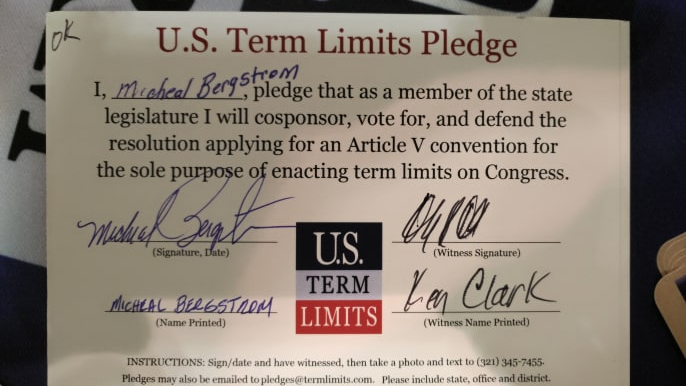 OK
U.S. Term Limits Pledge
I, Micheal Bergstrom, pledge that as a member of the state
legislature I will cosponsor, vote for, and defend the
resolution applying for an Article V convention for
the sole purpose of enacting term limits on Congress.
Micheal Bergst
(Signature, Date)
(Witness Signature)
U.S.
TERM
LIMITS
MICHEAL BERGSTROM
(Name Printed)
Ken Clark
(Witness Name Printed)
INSTRUCTIONS: Sign/date and have witnessed, then take a photo and text to (321) 345-7455.
Pledges may also be emailed to pledges@termlimits.com. Please include state, office and district.